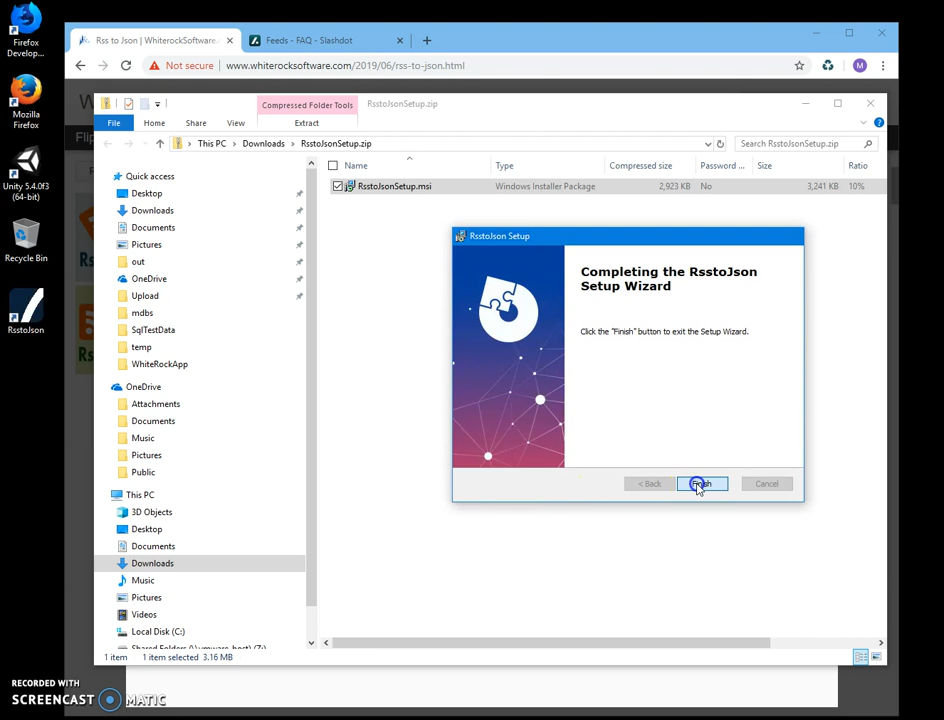 Firefox
Develop...
Mozilla
Firefox
Unity 5.4.0f3
(64-bit)
Recycle Bin
RsstoJson
Rss to Json | WhiterockSoftware.
Feeds - FAQ - Slashdot
Not secure
www.whiterocksoftware.com/2019/06/rss-to-json.html
M
Compressed Folder Tools
RsstoJsonSetup.zip
File
Home
Share
View
Extract
This PC
Downloads
RsstoJsonSetup.zip
Search RsstoJsonSetup.zip
Name
Type
Compressed size
Password ...
Size
Ratio
RsstoJsonSetup.msi
Windows Installer Package
2,923 KB
No
3,241 KB
10%
Quick access
Desktop
Downloads
Documents
Pictures
out
OneDrive
Upload
mdbs
SqlTestData
temp
WhiteRockApp
OneDrive
Attachments
Documents
Music
Pictures
Public
This PC
3D Objects
Desktop
Documents
Downloads
Music
Pictures
Videos
Local Disk (C:)
RsstoJson Setup
Completing the RsstoJson
Setup Wizard
Click the "Finish" button to exit the Setup Wizard.
< Back
Finish
Cancel
1 item
1 item selected 3.16 MB
RECORDED WITH
SCREENCAST MATIC